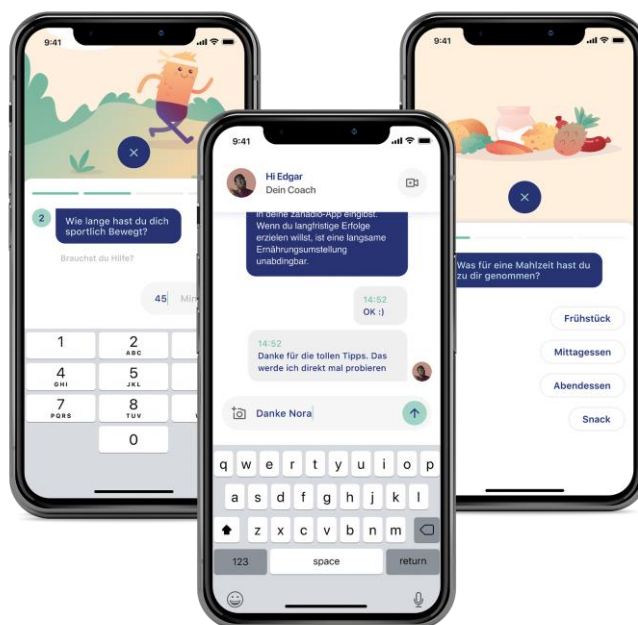 9:41
2 Wie lange hast du dich
sportlich Bewegt?
Brauchst du Hilfe?
45 Min
1 2
ABC
4 5
GHI JKL
7 8
PQRS TUV
0
9:41
Hi Edgar
Dein Coach
in deine zanadio-App eingibst.
Wenn du langfristige Erfolge
erzieien willst, ist eine langsame
Ernährungsumstellung
unabdingbar.
14:52
OK :)
14:52
Danke für die tollen Tipps. Das
werde ich direkt mal probieren
Danke Nora
q w e r t y u i o p
a s d f g h j k l
z x c v b n m
123 space return
9:41
Was für eine Mahlzeit hast du
zu dir genommen?
Frühstück
Mittagessen
Abendessen
Snack